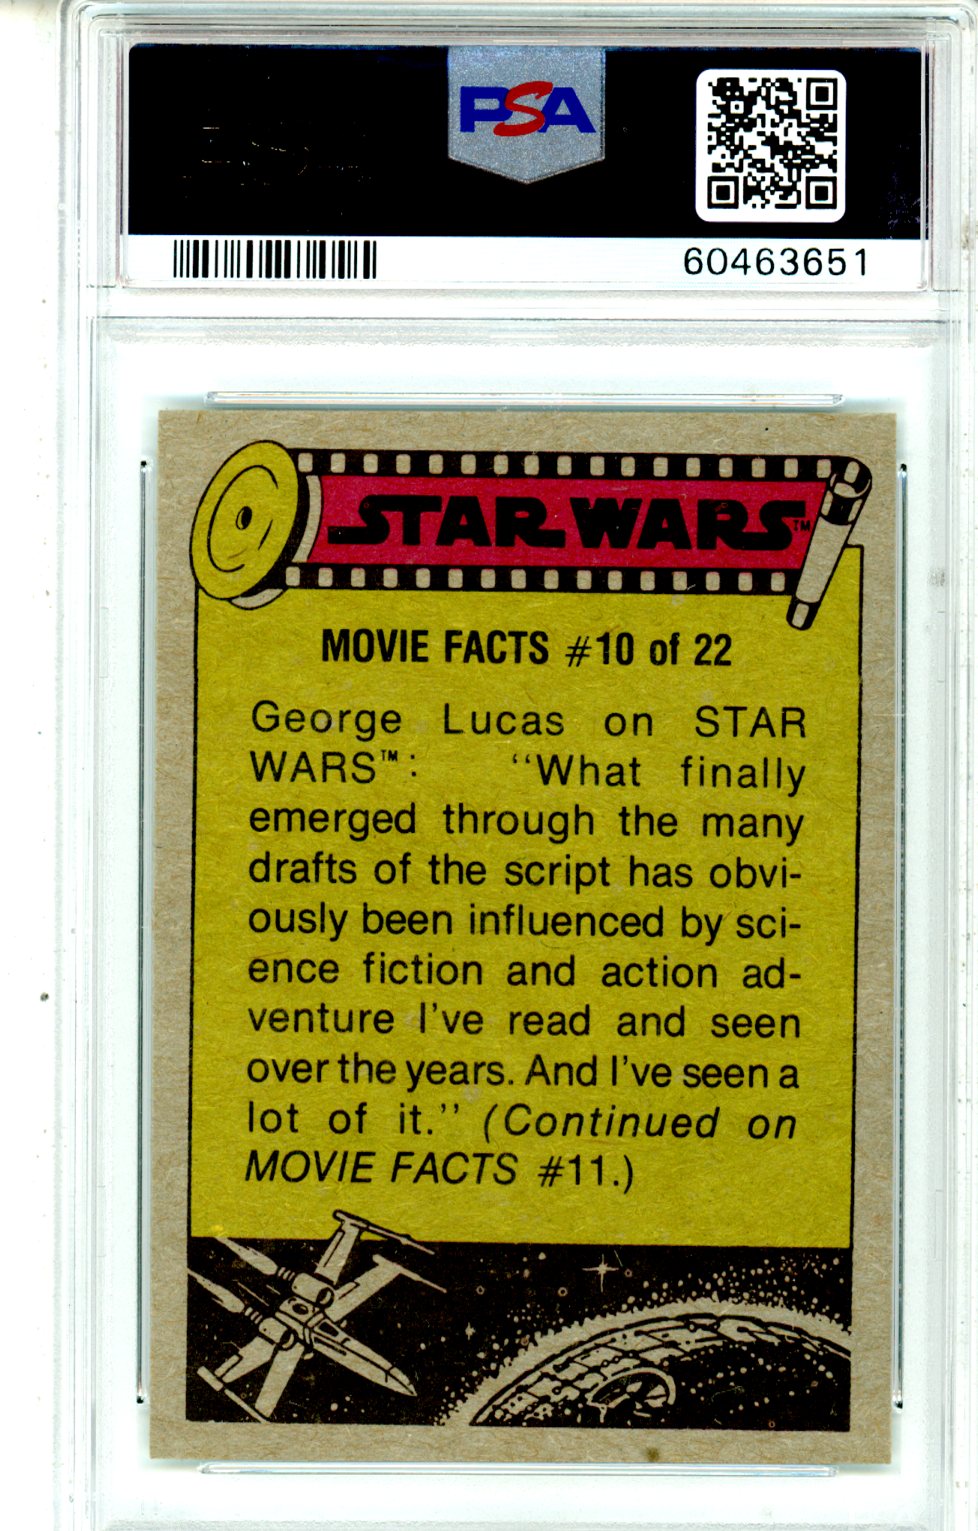 PSA
60463651
STAR WARS™
MOVIE FACTS #10 of 22
George Lucas on STAR
WARS™: “What finally
emerged through the many
drafts of the script has obvi-
ously been influenced by sci-
ence fiction and action ad-
venture I’ve read and seen
over the years. And I’ve seen a
lot of it.” (Continued on
MOVIE FACTS #11.)